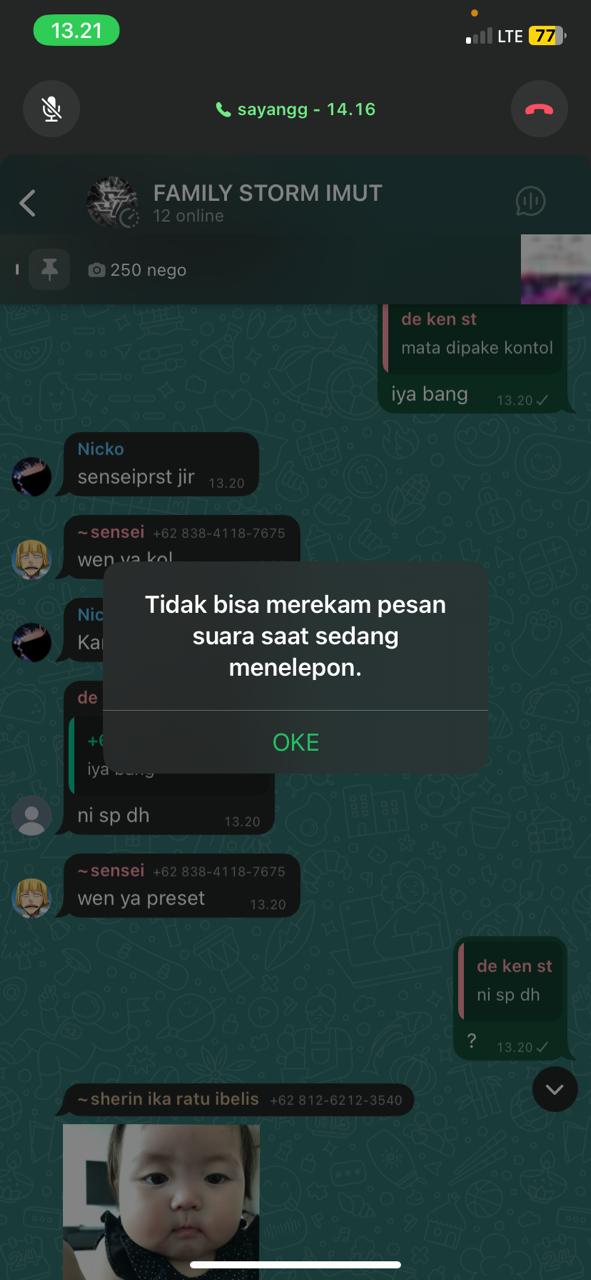 13.21
LTE 77
sayangg - 14.16
FAMILY STORM IMUT
12 online
250 nego
de ken st
mata dipake kontol
iya bang 13.20
Nicko
senseiprst jir 13.20
~sensei +62 838-4118-7675
wen ya kol
Tidak bisa merekam pesan
suara saat sedang
menelepon.
OKE
Nic
Ka
de
+6
iya bang
ni sp dh 13.20
~sensei +62 838-4118-7675
wen ya preset 13.20
de ken st
ni sp dh
? 13.20
~sherin ika ratu ibelis +62 812-6212-3540